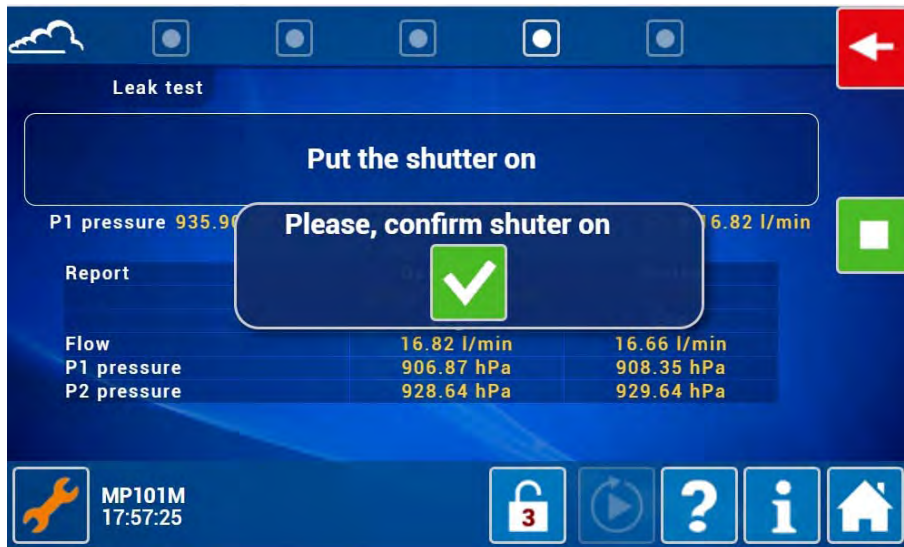 Leak test
Put the shutter on
P1 pressure 935.90 16.82 l/min
Please, confirm shuter on
Report
Flow 16.82 l/min 16.66 l/min
P1 pressure 906.87 hPa 908.35 hPa
P2 pressure 928.64 hPa 929.64 hPa
MP101M
17:57:25
3
?
i